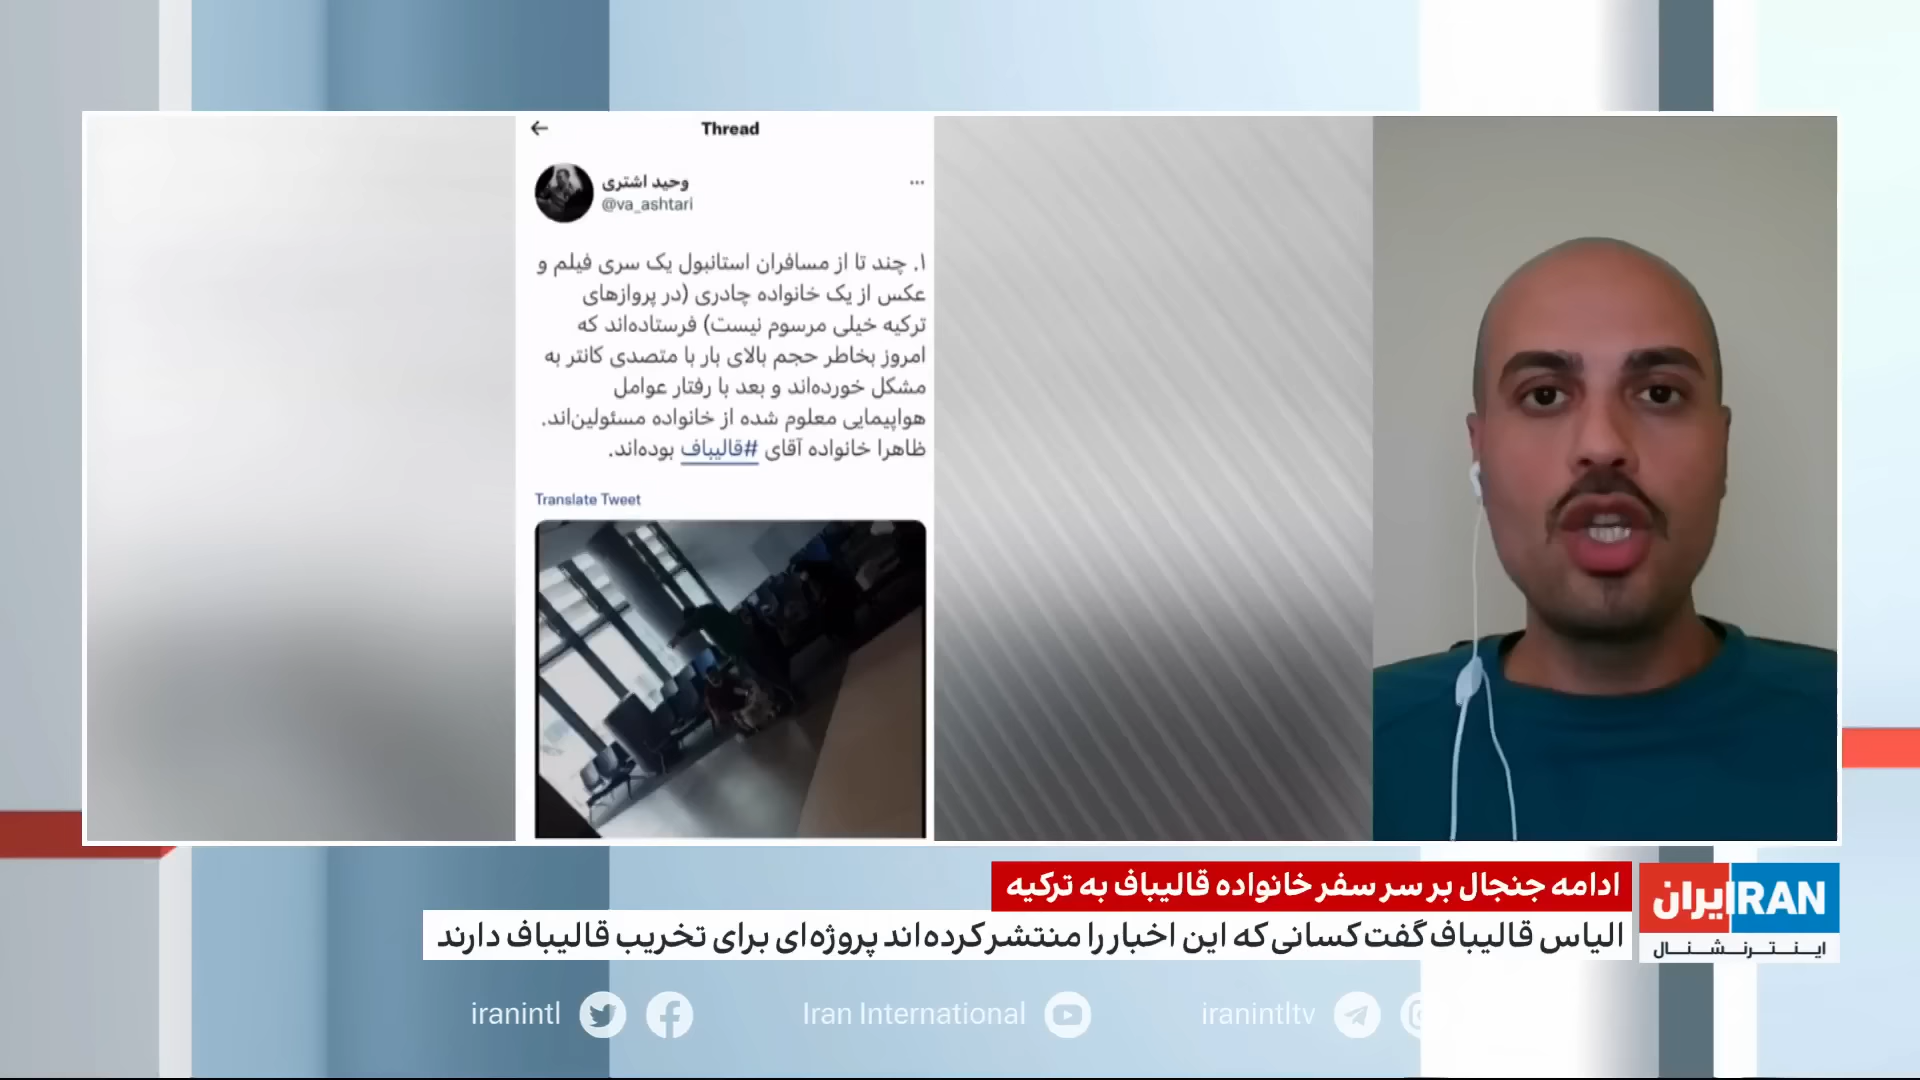 Thread
وحید اشتری
@va_ashtari
۱. چند تا از مسافران استانبول یک سری فیلم و
عکس از یک خانواده چادری (در پروازهای
ترکیه خیلی مرسوم نیست) فرستاده‌اند که
امروز بخاطر حجم بالای بار با متصدی کانتر به
مشکل خورده‌اند و بعد با رفتار عوامل
هواپیمایی معلوم شده از خانواده مسئولین‌اند.
ظاهرا خانواده آقای #قالیباف بوده‌اند.
Translate Tweet
ادامه جنجال بر سر سفر خانواده قالیباف به ترکیه
الیاس قالیباف گفت کسانی که این اخبار را منتشر کرده‌اند پروژه‌ای برای تخریب قالیباف دارند
ایران IRAN
اینترنشنال
iranintl
Iran International
iranintltv